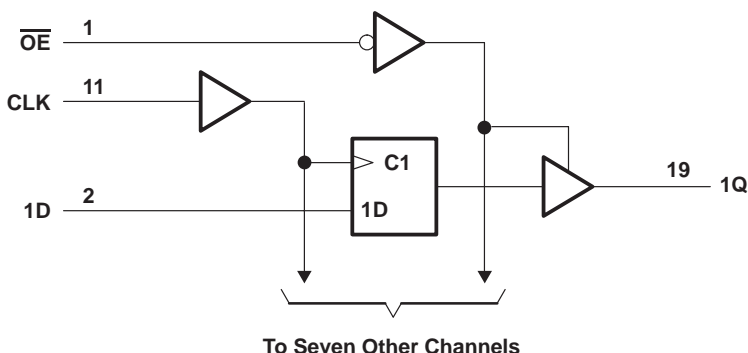 OE 1
CLK 11
C1
1D 2 1D
19 1Q
To Seven Other Channels